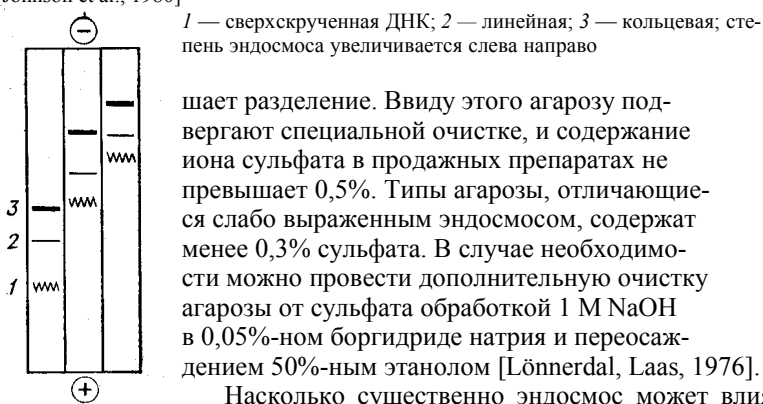 [Johnson et al., 1980]
1 — сверхскрученная ДНК; 2 — линейная; 3 — кольцевая; сте-
пень эндосмоса увеличивается слева направо
−
3
2
1
+
шает разделение. Ввиду этого агарозу под-
вергают специальной очистке, и содержание
иона сульфата в продажных препаратах не
превышает 0,5%. Типы агарозы, отличающие-
ся слабо выраженным эндосмосом, содержат
менее 0,3% сульфата. В случае необходимо-
сти можно провести дополнительную очистку
агарозы от сульфата обработкой 1 М NaOH
в 0,05%-ном боргидриде натрия и переосаж-
дением 50%-ным этанолом [Lönnerdal, Laas, 1976].
Насколько существенно эндосмос может влия